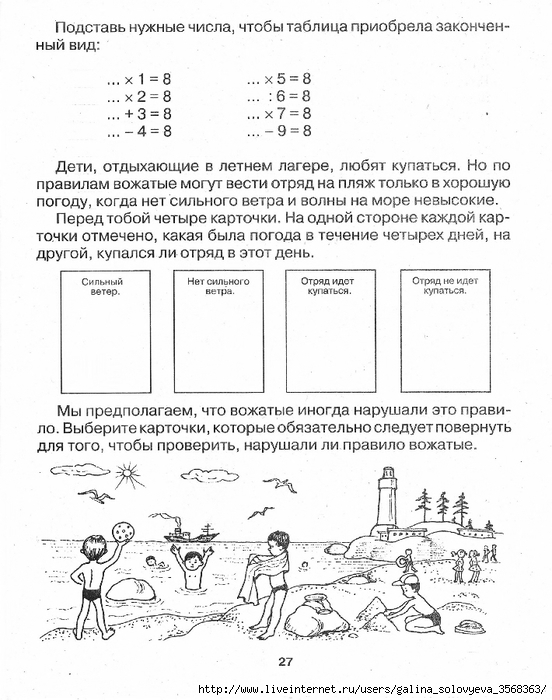 Подставь нужные числа, чтобы таблица приобрела закончен-
ный вид:
... × 1 = 8 ... × 5 = 8
... × 2 = 8 ... : 6 = 8
... + 3 = 8 ... × 7 = 8
... – 4 = 8 ... – 9 = 8
Дети, отдыхающие в летнем лагере, любят купаться. Но по
правилам вожатые могут вести отряд на пляж только в хорошую
погоду, когда нет сильного ветра и волны на море невысокие.
Перед тобой четыре карточки. На одной стороне каждой кар-
точки отмечено, какая была погода в течение четырех дней, на
другой, купался ли отряд в этот день.
Сильный
ветер.
Нет сильного
ветра.
Отряд идет
купаться.
Отряд не идет
купаться.
Мы предполагаем, что вожатые иногда нарушали это прави-
ло. Выберите карточки, которые обязательно следует повернуть
для того, чтобы проверить, нарушали ли правило вожатые.
27
http://www.liveinternet.ru/users/galina_solovyeva_3568363/